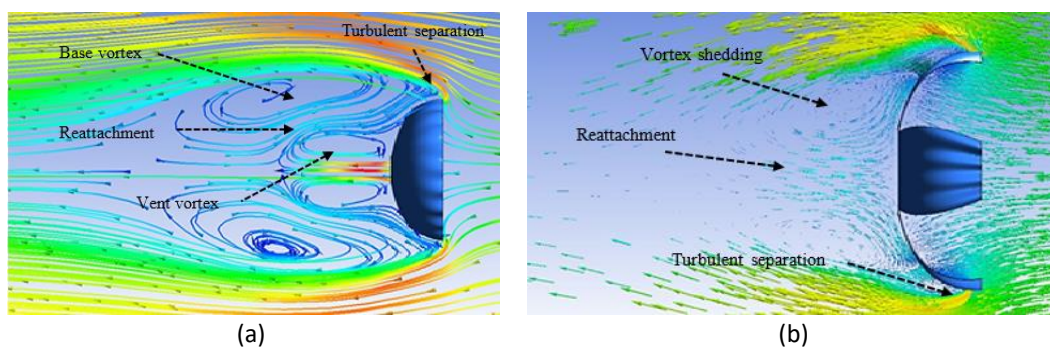 Turbulent separation
Base vortex
Reattachment
Vent vortex
(a)
Vortex shedding
Reattachment
Turbulent separation
(b)